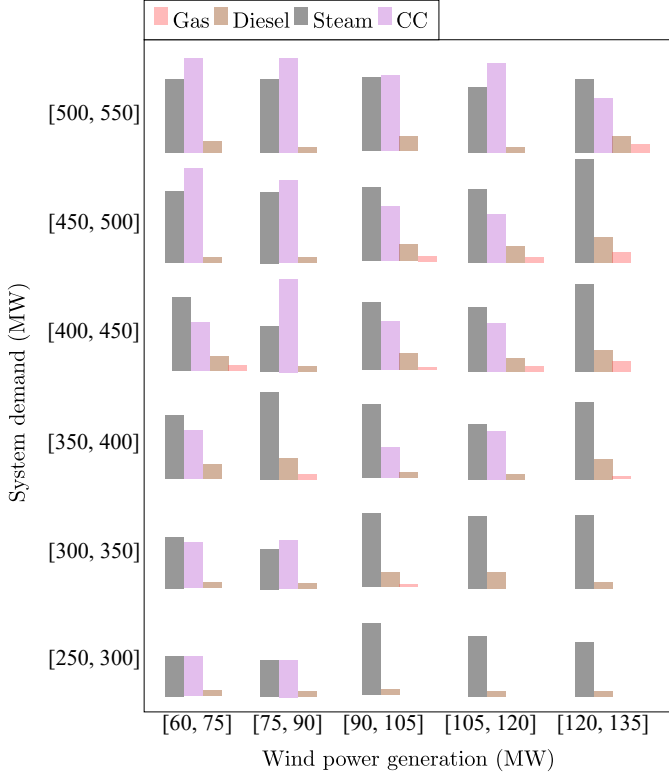 Gas Diesel Steam CC
[500, 550]
[450, 500]
[400, 450]
[350, 400]
[300, 350]
[250, 300]
System demand (MW)
[60, 75] [75, 90] [90, 105] [105, 120] [120, 135]
Wind power generation (MW)